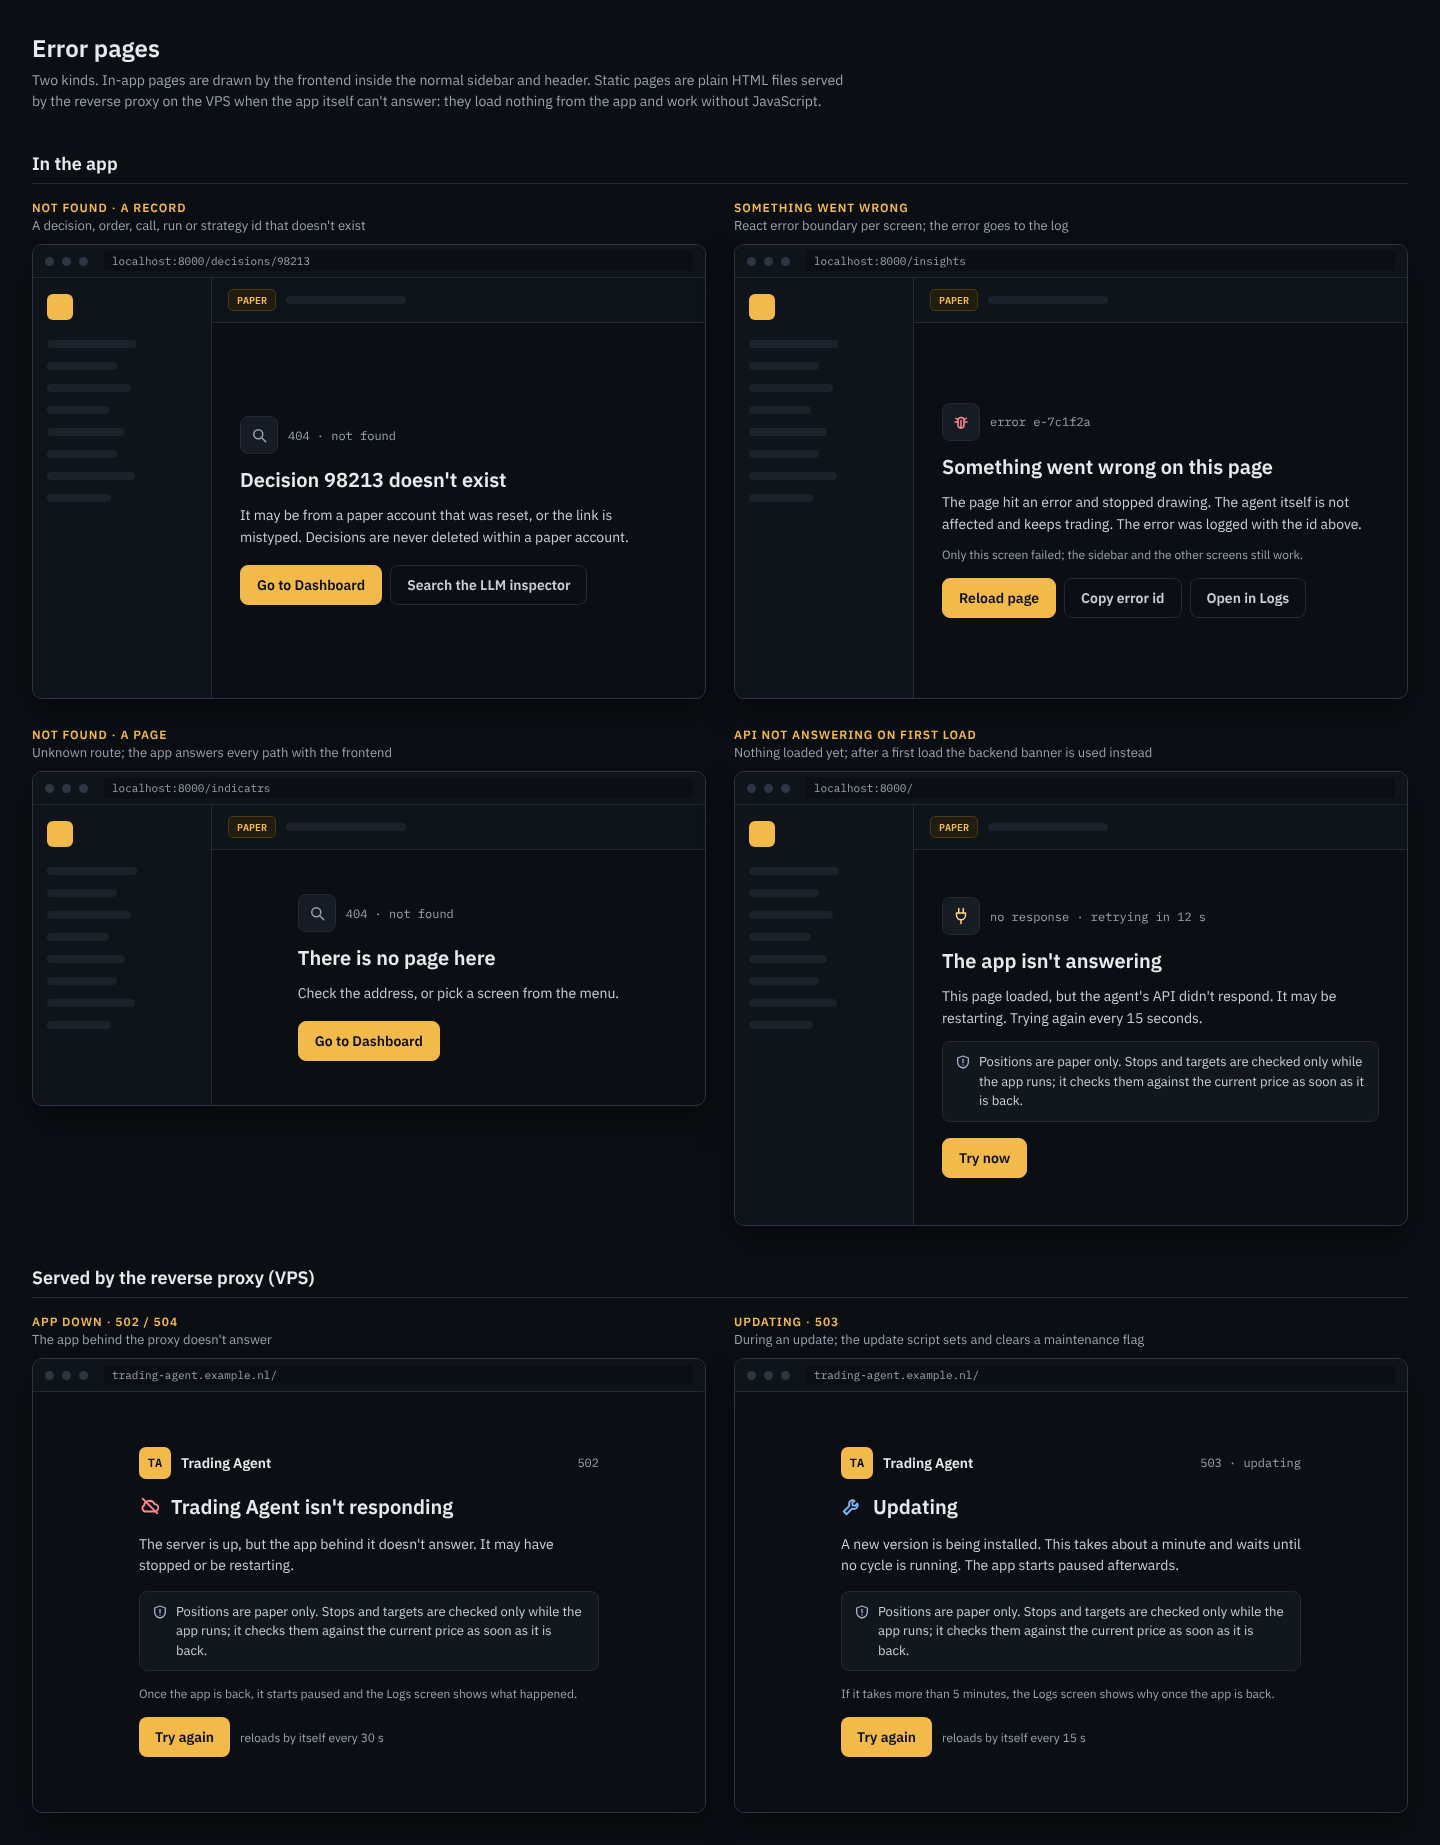 Error pages
Two kinds. In-app pages are drawn by the frontend inside the normal sidebar and header. Static pages are plain HTML files served
by the reverse proxy on the VPS when the app itself can't answer: they load nothing from the app and work without JavaScript.
In the app
NOT FOUND · A RECORD
A decision, order, call, run or strategy id that doesn't exist
localhost:8000/decisions/98213
PAPER
404 · not found
Decision 98213 doesn't exist
It may be from a paper account that was reset, or the link is
mistyped. Decisions are never deleted within a paper account.
Go to Dashboard
Search the LLM inspector
SOMETHING WENT WRONG
React error boundary per screen; the error goes to the log
localhost:8000/insights
PAPER
error e-7c1f2a
Something went wrong on this page
The page hit an error and stopped drawing. The agent itself is not
affected and keeps trading. The error was logged with the id above.
Only this screen failed; the sidebar and the other screens still work.
Reload page
Copy error id
Open in Logs
NOT FOUND · A PAGE
Unknown route; the app answers every path with the frontend
localhost:8000/indicatrs
PAPER
404 · not found
There is no page here
Check the address, or pick a screen from the menu.
Go to Dashboard
API NOT ANSWERING ON FIRST LOAD
Nothing loaded yet; after a first load the backend banner is used instead
localhost:8000/
PAPER
no response · retrying in 12 s
The app isn't answering
This page loaded, but the agent's API didn't respond. It may be
restarting. Trying again every 15 seconds.
Positions are paper only. Stops and targets are checked only while
the app runs; it checks them against the current price as soon as it
is back.
Try now
Served by the reverse proxy (VPS)
APP DOWN · 502 / 504
The app behind the proxy doesn't answer
trading-agent.example.nl/
TA
Trading Agent
502
Trading Agent isn't responding
The server is up, but the app behind it doesn't answer. It may have
stopped or be restarting.
Positions are paper only. Stops and targets are checked only while the
app runs; it checks them against the current price as soon as it is
back.
Once the app is back, it starts paused and the Logs screen shows what happened.
Try again
reloads by itself every 30 s
UPDATING · 503
During an update; the update script sets and clears a maintenance flag
trading-agent.example.nl/
TA
Trading Agent
503 · updating
Updating
A new version is being installed. This takes about a minute and waits until
no cycle is running. The app starts paused afterwards.
Positions are paper only. Stops and targets are checked only while the
app runs; it checks them against the current price as soon as it is
back.
If it takes more than 5 minutes, the Logs screen shows why once the app is back.
Try again
reloads by itself every 15 s